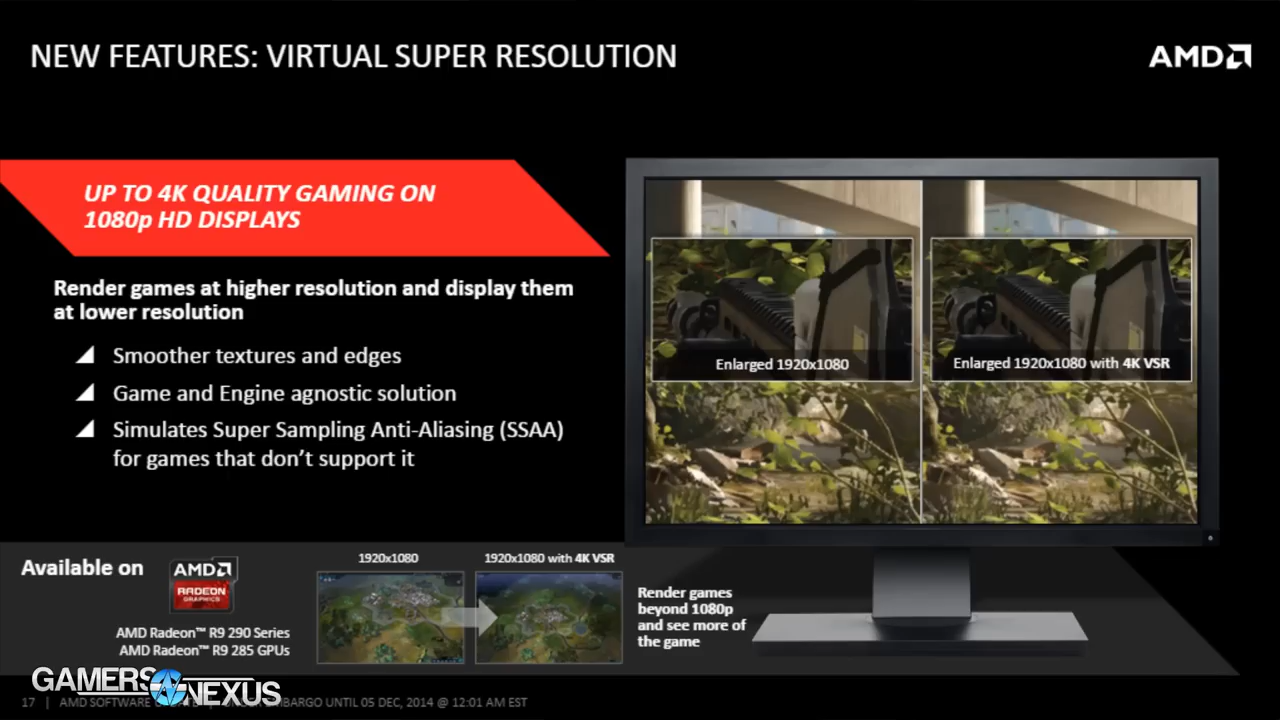 NEW FEATURES: VIRTUAL SUPER RESOLUTION
AMD
UP TO 4K QUALITY GAMING ON
1080p HD DISPLAYS
Render games at higher resolution and display them
at lower resolution
Smoother textures and edges
Game and Engine agnostic solution
Simulates Super Sampling Anti-Aliasing (SSAA)
for games that don't support it
Enlarged 1920x1080
Enlarged 1920x1080 with 4K VSR
Available on
AMD
RADEON
GRAPHICS
AMD Radeon™ R9 290 Series
AMD Radeon™ R9 285 GPUs
1920x1080
1920x1080 with 4K VSR
Render games
beyond 1080p
and see more of
the game
GAMERS
NEXUS
17 | AMD SOFTWARE | EMBARGO UNTIL 05 DEC, 2014 @ 12:01 AM EST